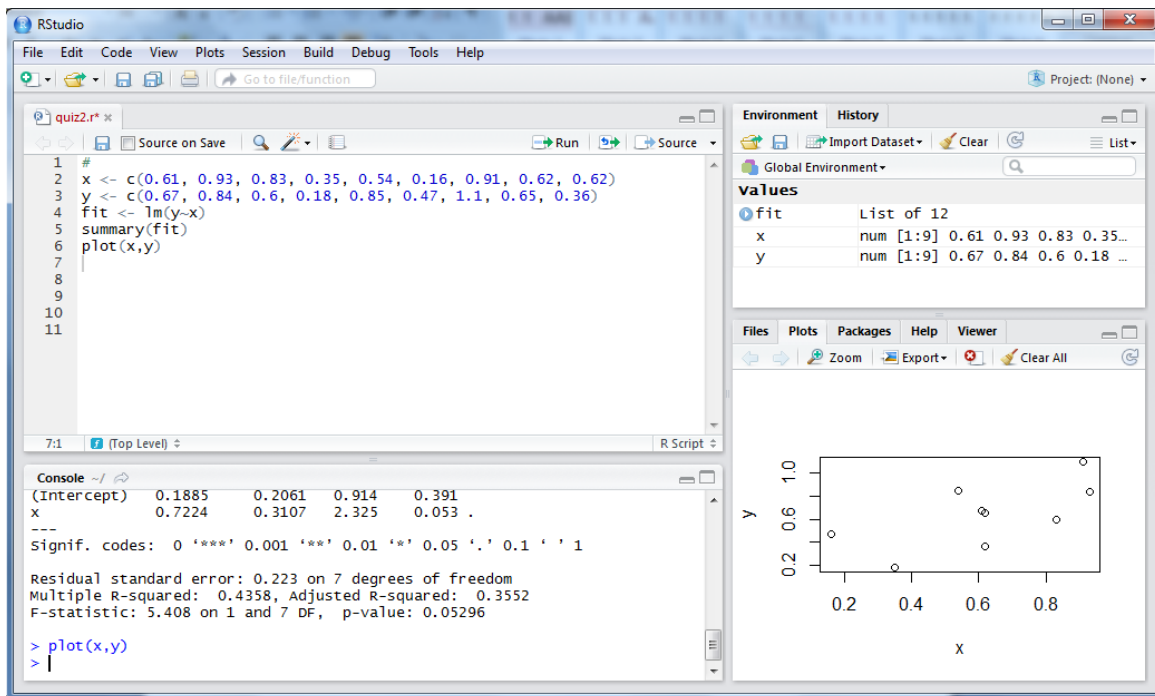 RStudio
File Edit Code View Plots Session Build Debug Tools Help
Go to file/function
Project: (None)
quiz2.r*
Source on Save
Run
Source
1 #
2 x <- c(0.61, 0.93, 0.83, 0.35, 0.54, 0.16, 0.91, 0.62, 0.62)
3 y <- c(0.67, 0.84, 0.6, 0.18, 0.85, 0.47, 1.1, 0.65, 0.36)
4 fit <- lm(y~x)
5 summary(fit)
6 plot(x,y)
7
8
9
10
11
7:1 (Top Level) R Script
Console ~/
(Intercept) 0.1885 0.2061 0.914 0.391
x 0.7224 0.3107 2.325 0.053 .
---
Signif. codes: 0 ‘***’ 0.001 ‘**’ 0.01 ‘*’ 0.05 ‘.’ 0.1 ‘ ’ 1
Residual standard error: 0.223 on 7 degrees of freedom
Multiple R-squared: 0.4358, Adjusted R-squared: 0.3552
F-statistic: 5.408 on 1 and 7 DF, p-value: 0.05296
> plot(x,y)
>
Environment History
Import Dataset Clear List
Global Environment
values
fit List of 12
x num [1:9] 0.61 0.93 0.83 0.35…
y num [1:9] 0.67 0.84 0.6 0.18 …
Files Plots Packages Help Viewer
Zoom Export Clear All
y
1.0
0.6
0.2
0.2 0.4 0.6 0.8
x